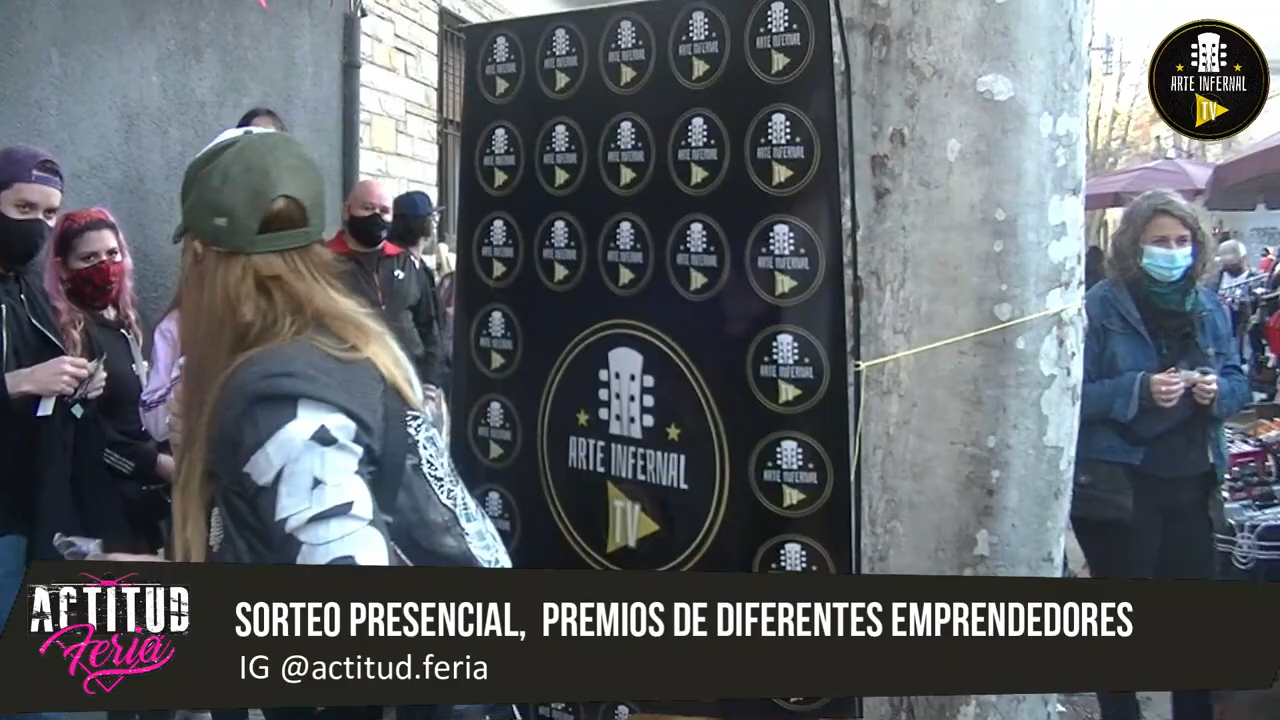 ARTE INFERNAL
TV
ARTE INFERNAL
TV
ACTITUD
Feria
SORTEO PRESENCIAL, PREMIOS DE DIFERENTES EMPRENDEDORES
IG @actitud.feria